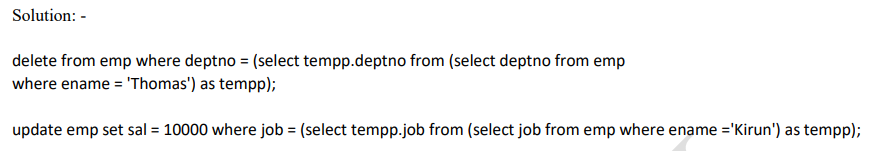 Solution: -
delete from emp where deptno = (select tempp.deptno from (select deptno from emp
where ename = 'Thomas') as tempp);
update emp set sal = 10000 where job = (select tempp.job from (select job from emp where ename ='Kirun') as tempp);